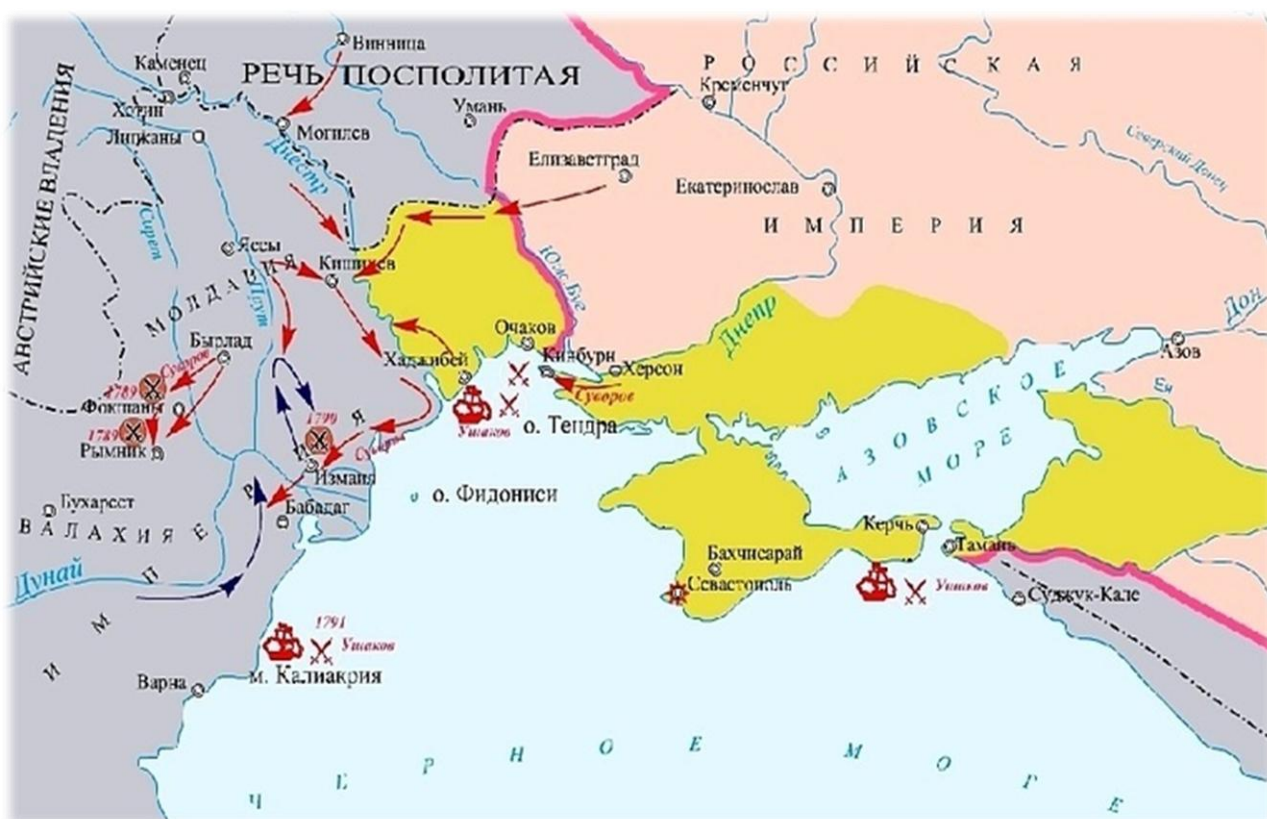 Винница
Каменец
РЕЧЬ ПОСПОЛИТАЯ
РОССИЙСКАЯ
Кременчуг
Хотин
Умань
Могилев
Липканы
Днестр
Северский Донец
Елизаветград
Екатеринослав
АВСТРИЙСКИЕ ВЛАДЕНИЯ
Сирет
ИМПЕРИЯ
Яссы
Кишинев
Юж. Буг
МОЛДАВИЯ
Прут
Днепр
Дон
Бырлад
Очаков
Кинбурн
Азов
Суворов
Хаджибей
Херсон
Ея
1789
Фокшаны
Суворов
АЗОВСКОЕ
МОРЕ
1790
Ушаков
о. Тендра
1789
Рымник
Суворов
Измаил
о. Фидониси
Бухарест
Бабадаг
ВАЛАХИЯ
Керчь
Тамань
Бахчисарай
Дунай
Севастополь
Ушаков
Суджук-Кале
ИМПЕРИЯ
1791
Ушаков
м. Калиакрия
Варна
ЧЕРНОЕ МОРЕ